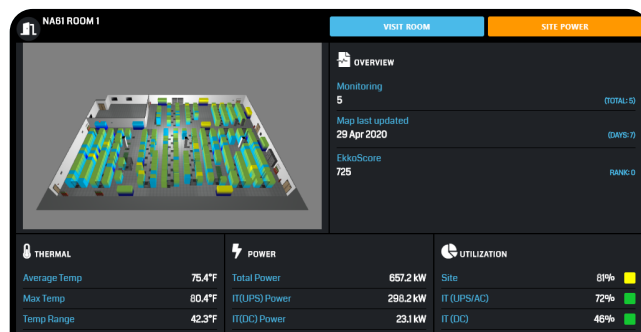 NA61 ROOM 1
VISIT ROOM
SITE POWER
OVERVIEW
Monitoring
5 (TOTAL: 5)
Map last updated
29 Apr 2020 (DAYS: 7)
EkkoScore
725 RANK: 0
THERMAL
Average Temp 75.4°F
Max Temp 80.4°F
Temp Range 42.3°F
POWER
Total Power 657.2 kW
IT(UPS) Power 298.2 kW
IT(DC) Power 23.1 kW
UTILIZATION
Site 81%
IT (UPS/AC) 72%
IT (DC) 46%